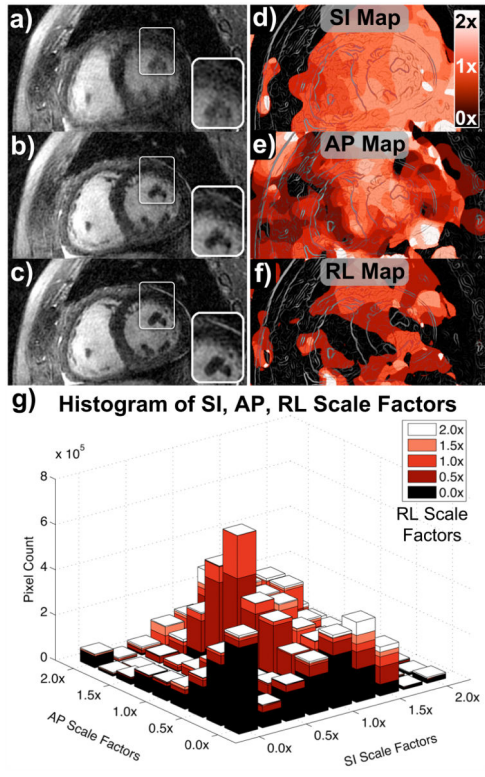 a)
d) SI Map
2x
1x
0x
b)
e) AP Map
c)
f) RL Map
g) Histogram of SI, AP, RL Scale Factors
x 10⁵
8
6
4
2
0
Pixel Count
2.0x
1.5x
1.0x
0.5x
0.0x
RL Scale
Factors
2.0x
1.5x
1.0x
0.5x
0.0x
AP Scale Factors
0.0x
0.5x
1.0x
1.5x
2.0x
SI Scale Factors